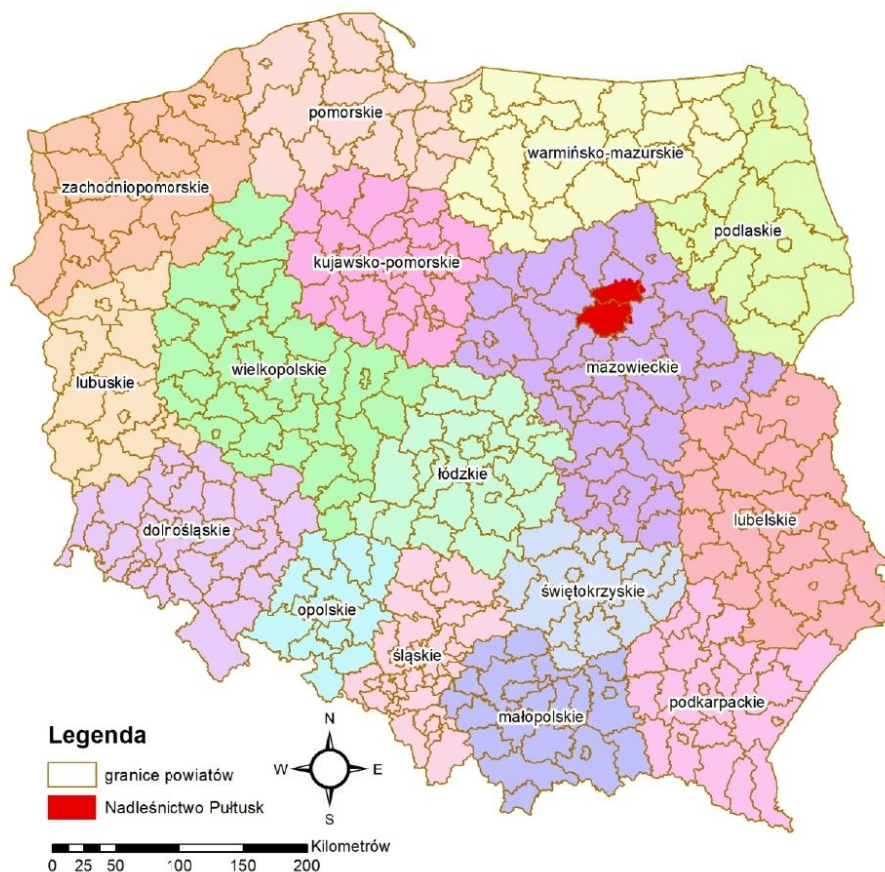 pomorskie
warmińsko-mazurskie
zachodniopomorskie
podlaskie
kujawsko-pomorskie
wielkopolskie
mazowieckie
lubuskie
łódzkie
lubelskie
dolnośląskie
świętokrzyskie
opolskie
śląskie
podkarpackie
małopolskie
Legenda
granice powiatów
Nadleśnictwo Pułtusk
N
W E
S
Kilometrów
0 25 50 100 150 200